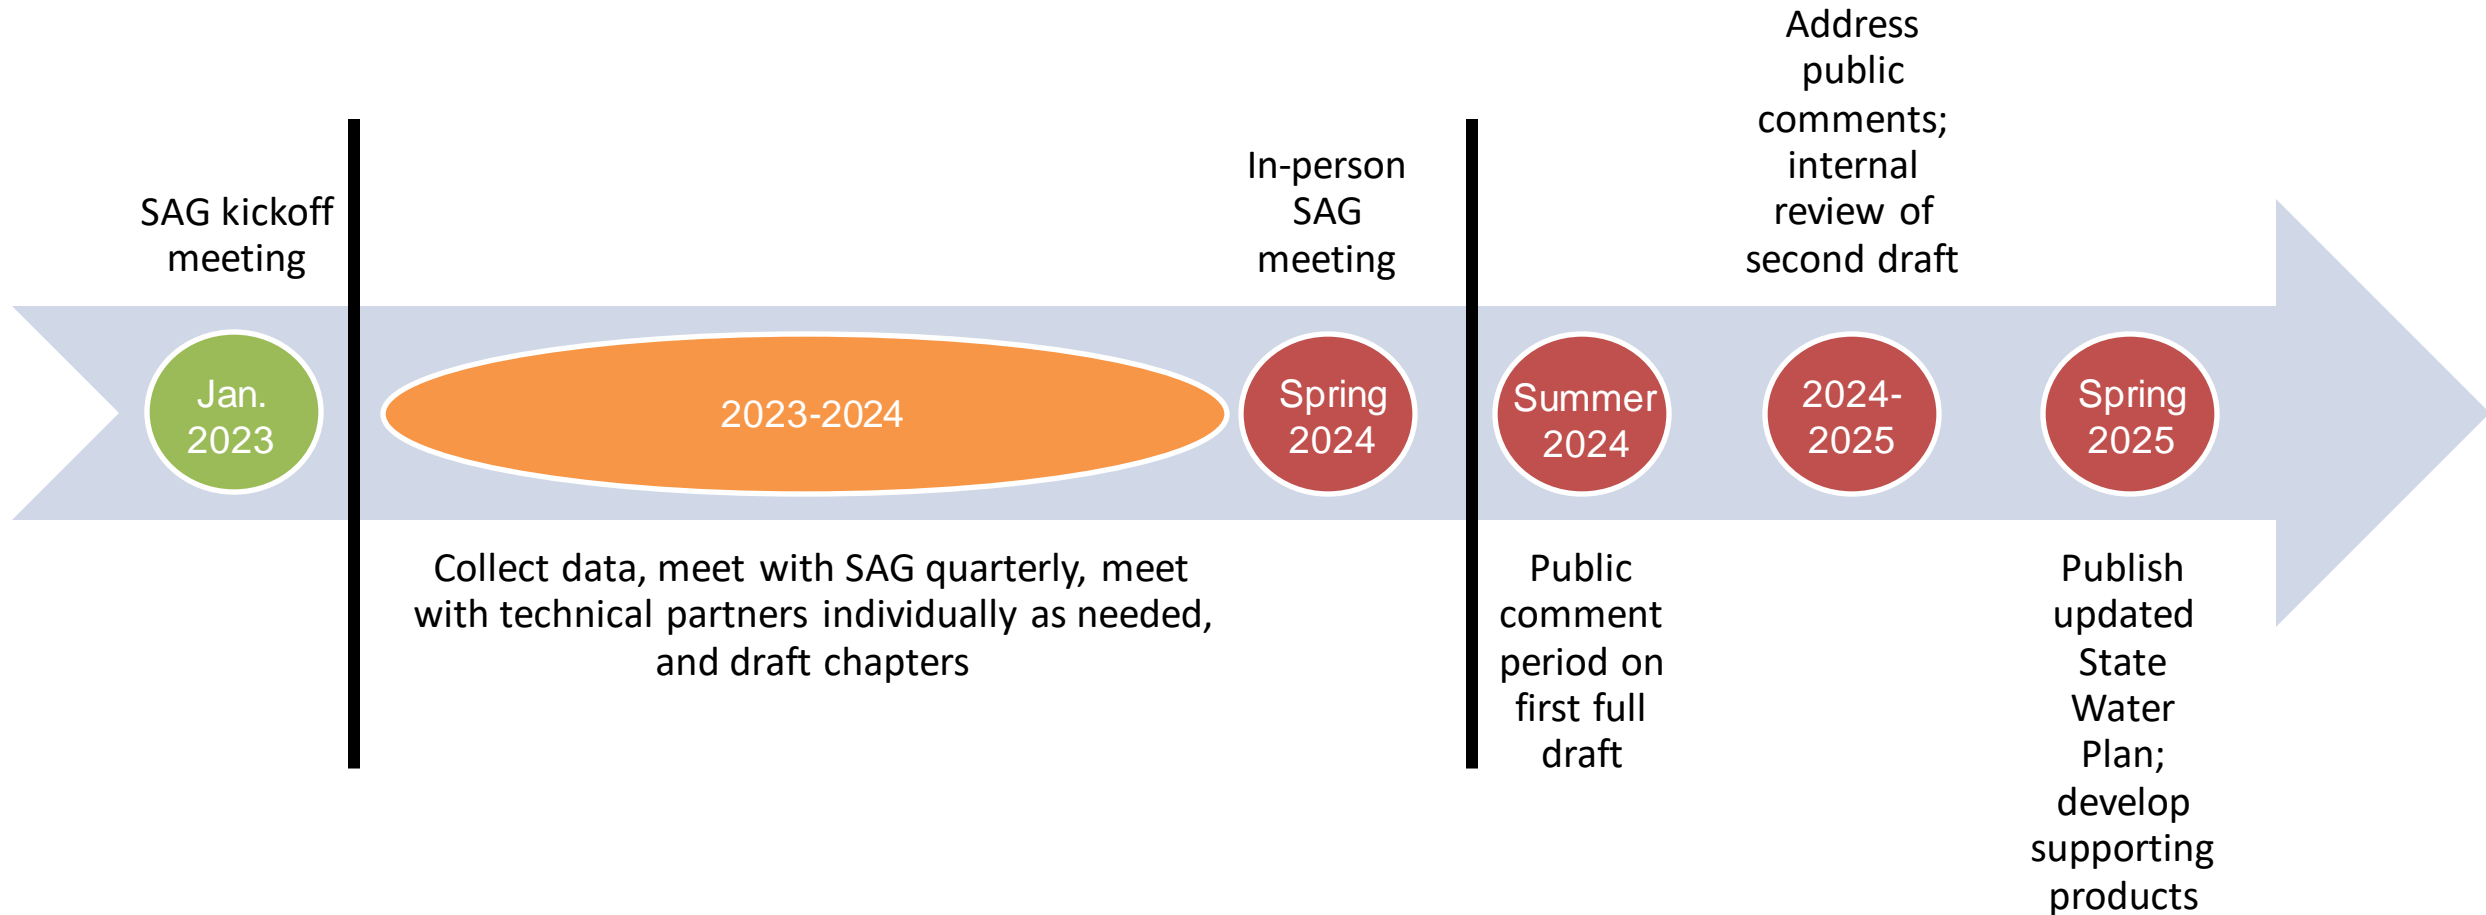 SAG kickoff
meeting
Jan.
2023
2023-2024
Collect data, meet with SAG quarterly, meet
with technical partners individually as needed,
and draft chapters
In-person
SAG
meeting
Spring
2024
Summer
2024
Public
comment
period on
first full
draft
Address
public
comments;
internal
review of
second draft
2024-
2025
Spring
2025
Publish
updated
State
Water
Plan;
develop
supporting
products